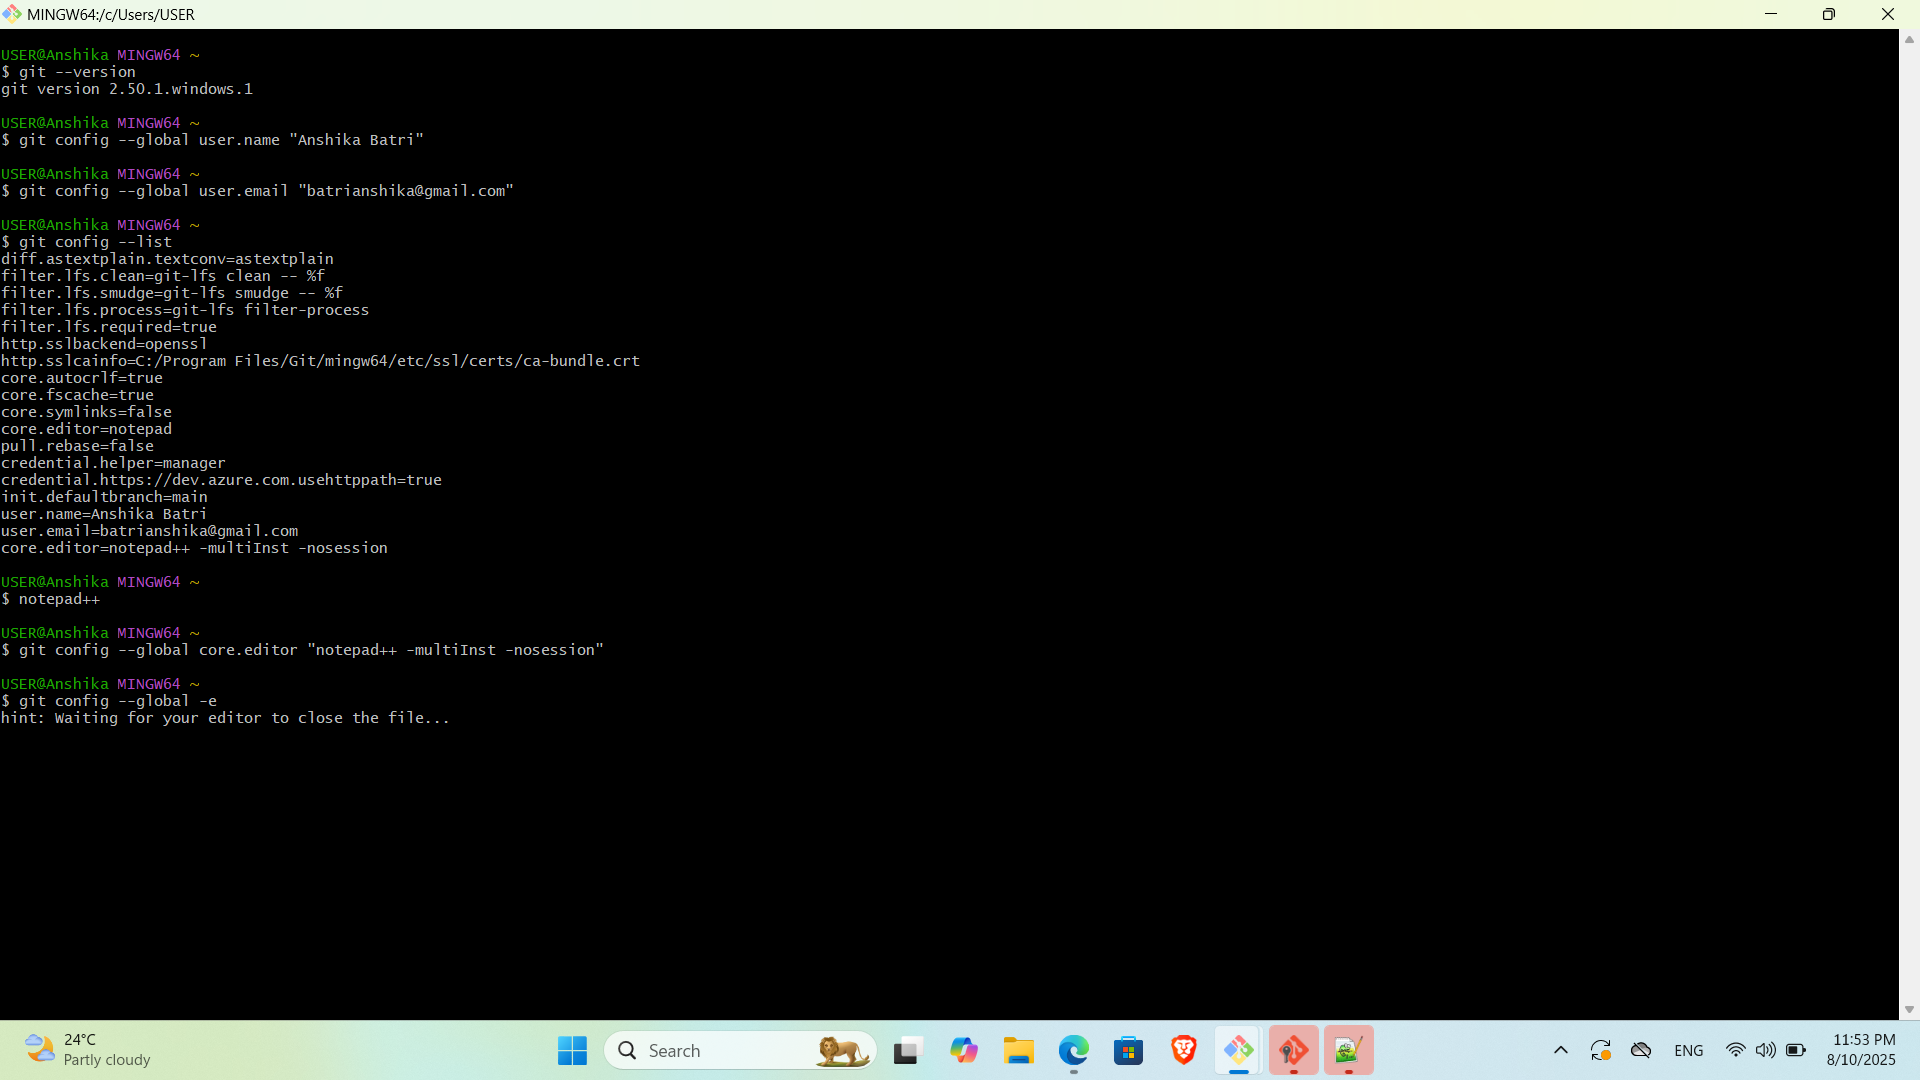 MINGW64:/c/Users/USER
USER@Anshika MINGW64 ~
$ git --version
git version 2.50.1.windows.1
USER@Anshika MINGW64 ~
$ git config --global user.name "Anshika Batri"
USER@Anshika MINGW64 ~
$ git config --global user.email "batrianshika@gmail.com"
USER@Anshika MINGW64 ~
$ git config --list
diff.astextplain.textconv=astextplain
filter.lfs.clean=git-lfs clean -- %f
filter.lfs.smudge=git-lfs smudge -- %f
filter.lfs.process=git-lfs filter-process
filter.lfs.required=true
http.sslbackend=openssl
http.sslcainfo=C:/Program Files/Git/mingw64/etc/ssl/certs/ca-bundle.crt
core.autocrlf=true
core.fscache=true
core.symlinks=false
core.editor=notepad
pull.rebase=false
credential.helper=manager
credential.https://dev.azure.com.usehttppath=true
init.defaultbranch=main
user.name=Anshika Batri
user.email=batrianshika@gmail.com
core.editor=notepad++ -multiInst -nosession
USER@Anshika MINGW64 ~
$ notepad++
USER@Anshika MINGW64 ~
$ git config --global core.editor "notepad++ -multiInst -nosession"
USER@Anshika MINGW64 ~
$ git config --global -e
hint: Waiting for your editor to close the file...
24°C
Partly cloudy
Search
ENG
11:53 PM
8/10/2025